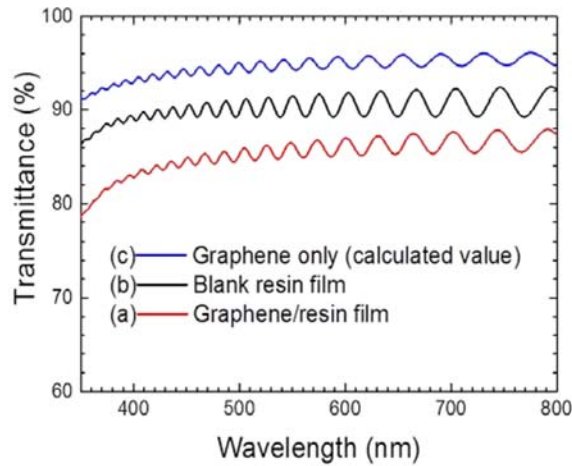 Transmittance (%)
100
90
80
70
60
(c) Graphene only (calculated value)
(b) Blank resin film
(a) Graphene/resin film
400 500 600 700 800
Wavelength (nm)